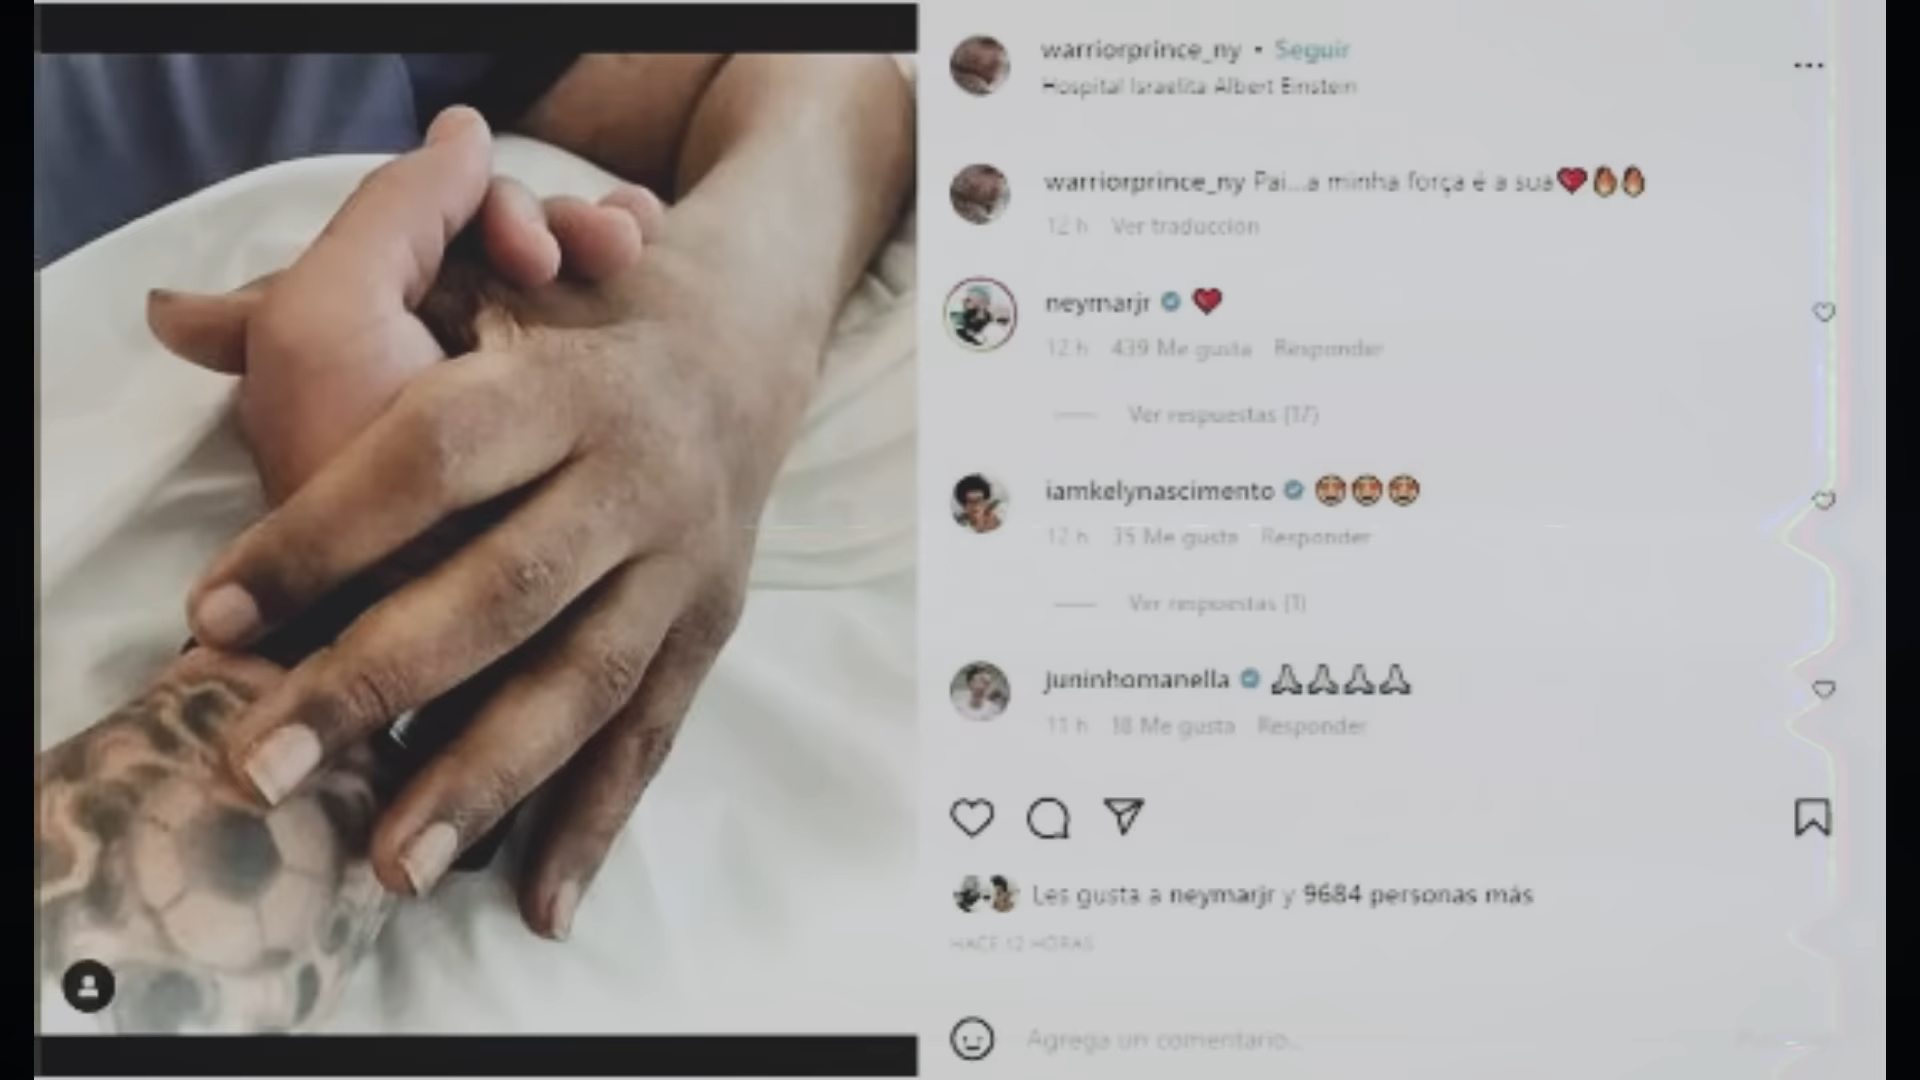 warriorprince_ny • Seguir
Hospital Israelita Albert Einstein
warriorprince_ny Pai...a minha força é a sua❤️🔥🔥
12 h Ver traducción
neymarjr ❤️
12 h 439 Me gusta Responder
Ver respuestas (17)
iamkelynascimento 🤩🤩🤩
12 h 35 Me gusta Responder
Ver respuestas (1)
juninhomanella 🙏🙏🙏🙏
11 h 18 Me gusta Responder
Les gusta a neymarjr y 9684 personas más
HACE 12 HORAS
Agrega un comentario...